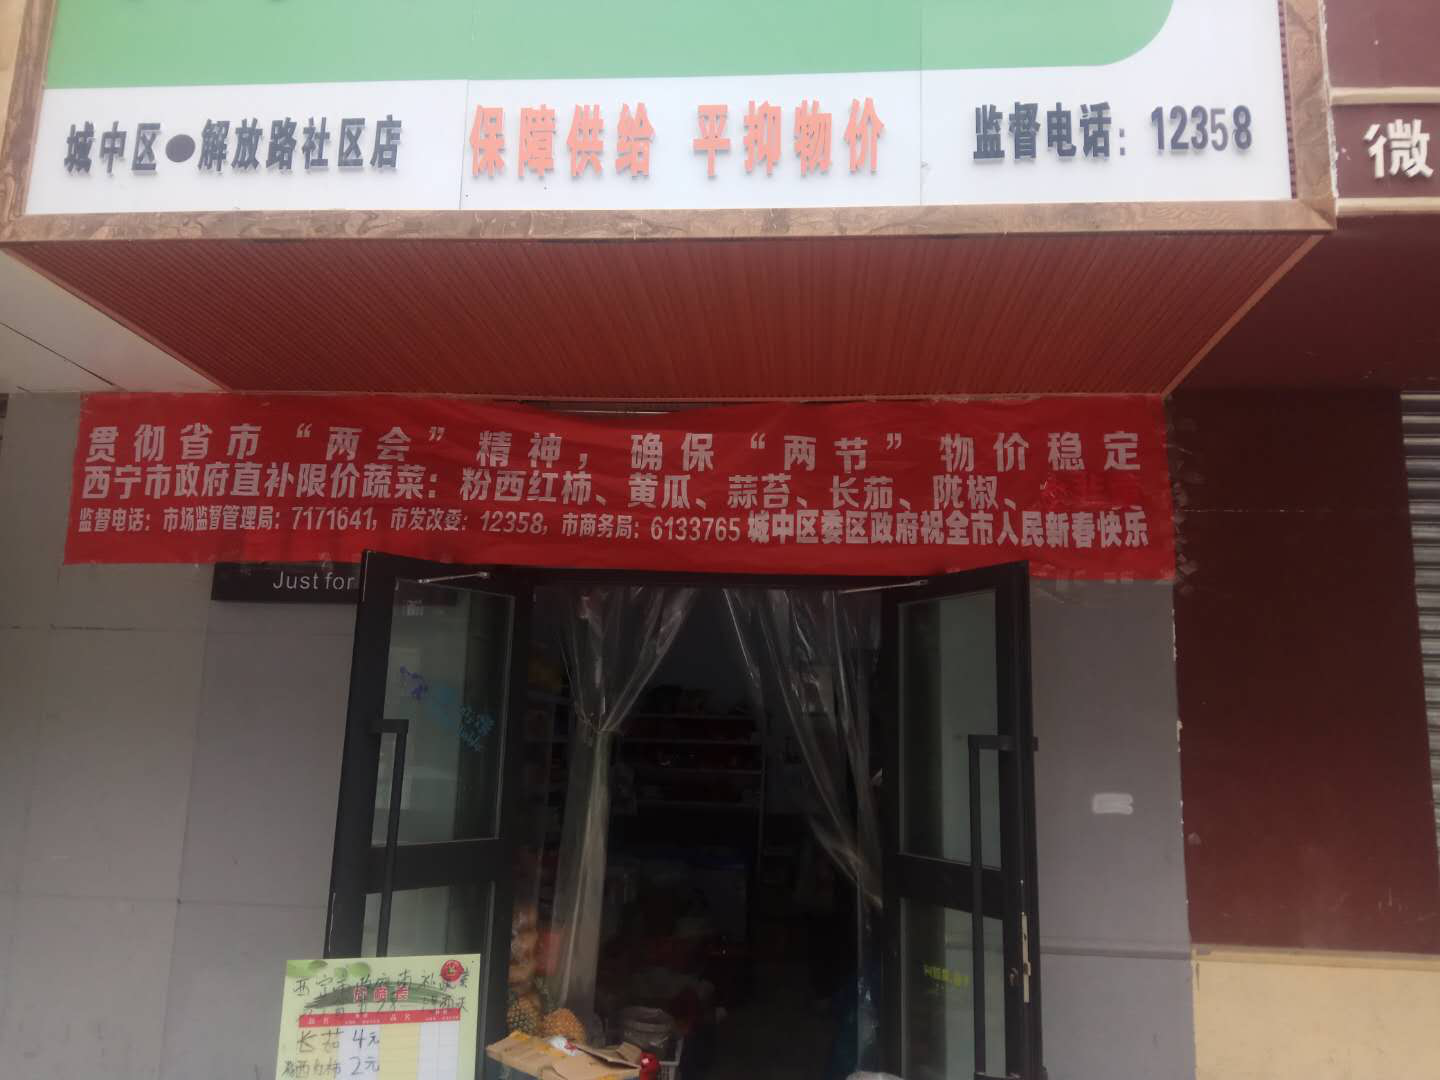 城中区●解放路社区店 保障供给 平抑物价 监督电话：12358
微
贯彻省市“两会”精神，确保“两节”物价稳定
西宁市政府直补限价蔬菜：粉西红柿、黄瓜、蒜苔、长茄、陇椒、
监督电话：市场监督管理局：7171641，市发改委：12358，市商务局：6133765 城中区委区政府祝全市人民新春快乐
Just for
长茄 4元
西红柿 2元